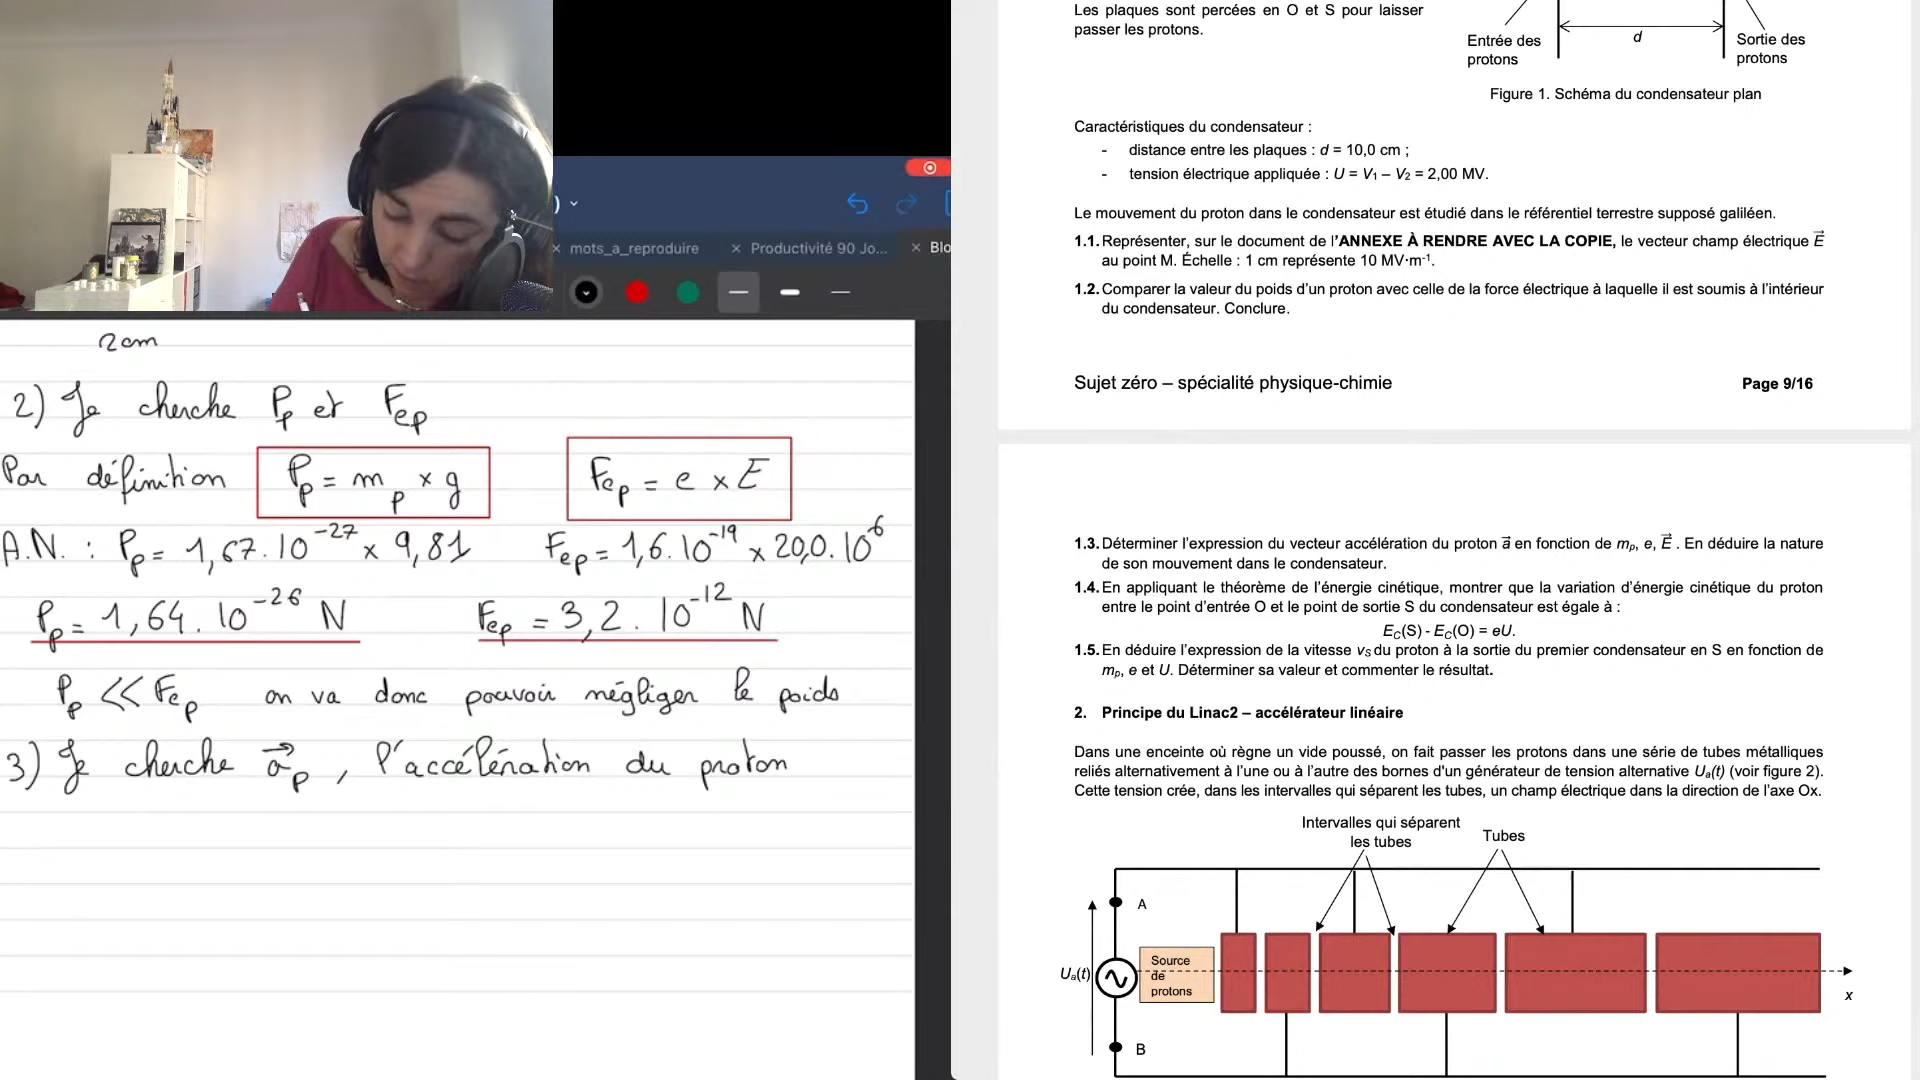 )
mots_a_reproduire
Productivité 90 Jo...
Blo
2cm
2) Je cherche Pp et Fep
Par définition Pp = mp × g Fep = e × E
A.N. : Pp = 1,67.10⁻²⁷ × 9,81 Fep = 1,6.10⁻¹⁹ × 20,0.10⁶
Pp = 1,64.10⁻²⁶ N Fep = 3,2.10⁻¹² N
Pp << Fep on va donc pouvoir négliger le poids
3) Je cherche a⃗p, l'accélération du proton
Les plaques sont percées en O et S pour laisser
passer les protons.
Entrée des
protons
d
Sortie des
protons
Figure 1. Schéma du condensateur plan
Caractéristiques du condensateur :
- distance entre les plaques : d = 10,0 cm ;
- tension électrique appliquée : U = V₁ – V₂ = 2,00 MV.
Le mouvement du proton dans le condensateur est étudié dans le référentiel terrestre supposé galiléen.
1.1. Représenter, sur le document de l'ANNEXE À RENDRE AVEC LA COPIE, le vecteur champ électrique E⃗
au point M. Échelle : 1 cm représente 10 MV·m⁻¹.
1.2. Comparer la valeur du poids d'un proton avec celle de la force électrique à laquelle il est soumis à l'intérieur
du condensateur. Conclure.
Sujet zéro – spécialité physique-chimie
Page 9/16
1.3. Déterminer l'expression du vecteur accélération du proton a⃗ en fonction de mp, e, E⃗ . En déduire la nature
de son mouvement dans le condensateur.
1.4. En appliquant le théorème de l'énergie cinétique, montrer que la variation d'énergie cinétique du proton
entre le point d'entrée O et le point de sortie S du condensateur est égale à :
EC(S) - EC(O) = eU.
1.5. En déduire l'expression de la vitesse vS du proton à la sortie du premier condensateur en S en fonction de
mp, e et U. Déterminer sa valeur et commenter le résultat.
2. Principe du Linac2 – accélérateur linéaire
Dans une enceinte où règne un vide poussé, on fait passer les protons dans une série de tubes métalliques
reliés alternativement à l'une ou à l'autre des bornes d'un générateur de tension alternative Ua(t) (voir figure 2).
Cette tension crée, dans les intervalles qui séparent les tubes, un champ électrique dans la direction de l'axe Ox.
Intervalles qui séparent
les tubes
Tubes
A
Ua(t)
Source
de
protons
x
B